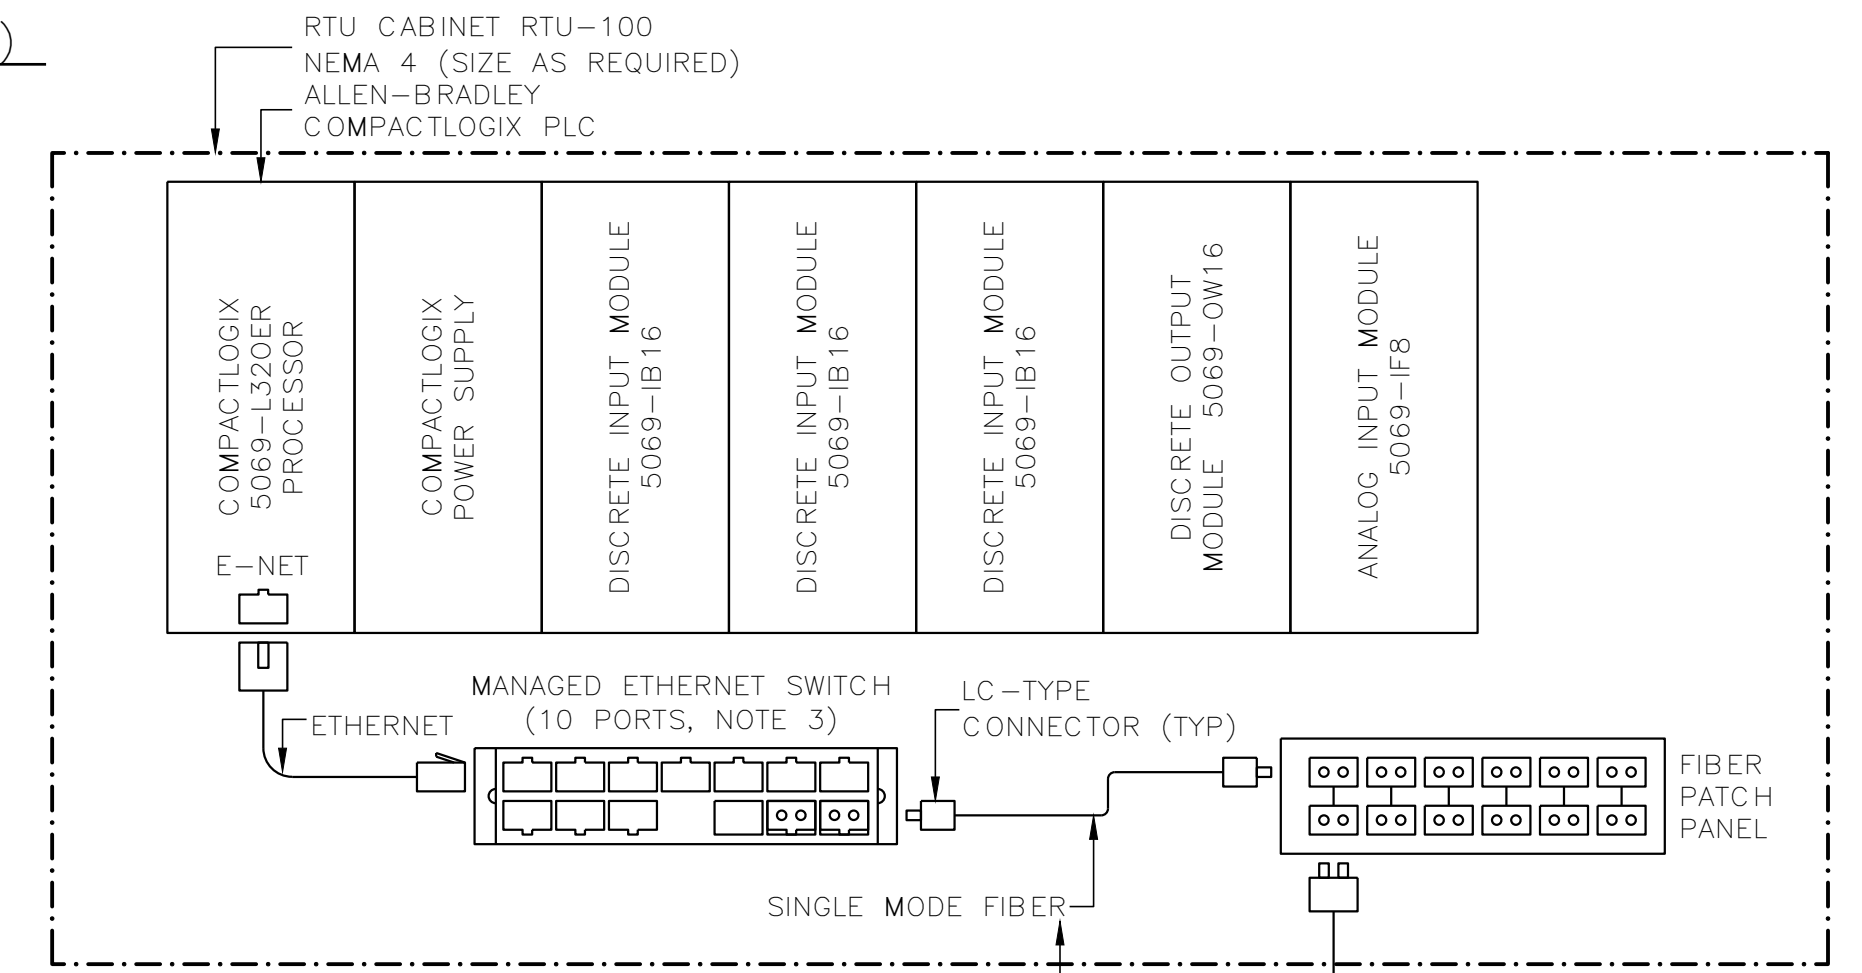 )
RTU CABINET RTU-100
NEMA 4 (SIZE AS REQUIRED)
ALLEN-BRADLEY
COMPACTLOGIX PLC
COMPACTLOGIX
5069-L320ER
PROCESSOR
E-NET
COMPACTLOGIX
POWER SUPPLY
DISCRETE INPUT MODULE
5069-IB16
DISCRETE INPUT MODULE
5069-IB16
DISCRETE INPUT MODULE
5069-IB16
DISCRETE OUTPUT
MODULE 5069-OW16
ANALOG INPUT MODULE
5069-IF8
MANAGED ETHERNET SWITCH
(10 PORTS, NOTE 3)
ETHERNET
LC-TYPE
CONNECTOR (TYP)
FIBER
PATCH
PANEL
SINGLE MODE FIBER